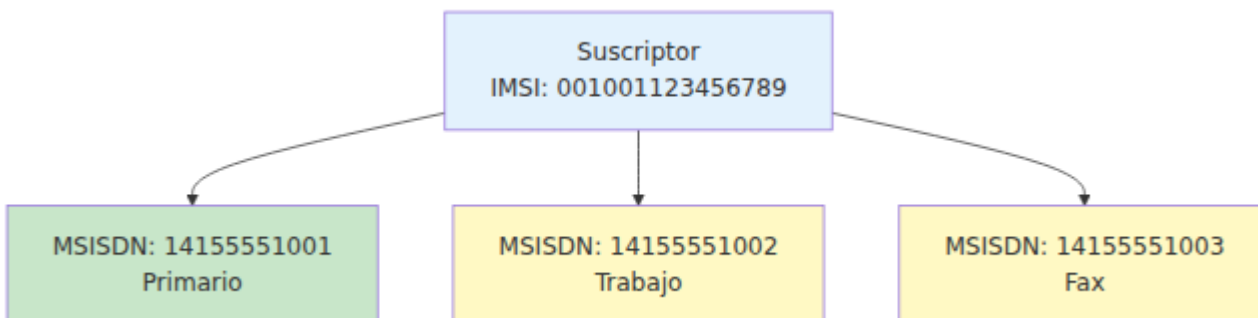 Suscriptor
IMSI: 001001123456789
MSISDN: 14155551001
Primario
MSISDN: 14155551002
Trabajo
MSISDN: 14155551003
Fax